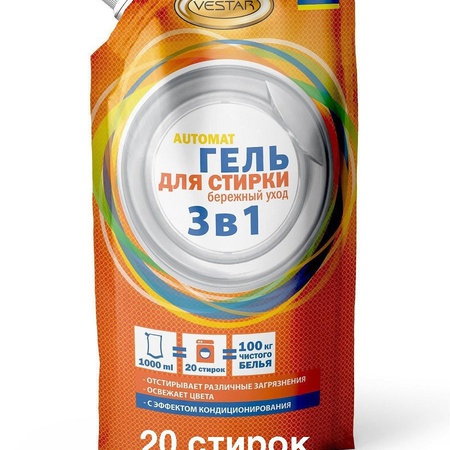 VESTAR
AUTOMAT
ГЕЛЬ
ДЛЯ СТИРКИ
бережный уход
3 в 1
1000 ml = 20 стирок = 100 кг ЧИСТОГО БЕЛЬЯ
- ОТСТИРЫВАЕТ РАЗЛИЧНЫЕ ЗАГРЯЗНЕНИЯ
- ОСВЕЖАЕТ ЦВЕТА
- С ЭФФЕКТОМ КОНДИЦИОНИРОВАНИЯ
20 стирок